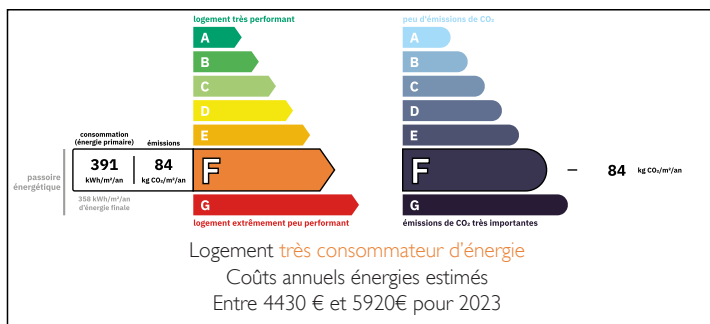 logement très performant
A
B
C
D
E
consommation
(énergie primaire)
émissions
391
kWh/m²/an
84
kg CO₂/m²/an
F
passoire
énergétique
358 kWh/m²/an
d'énergie finale
G
logement extrêmement peu performant
peu d'émissions de CO₂
A
B
C
D
E
F
84 kg CO₂/m²/an
G
émissions de CO₂ très importantes
Logement très consommateur d'énergie
Coûts annuels énergies estimés
Entre 4430 € et 5920€ pour 2023